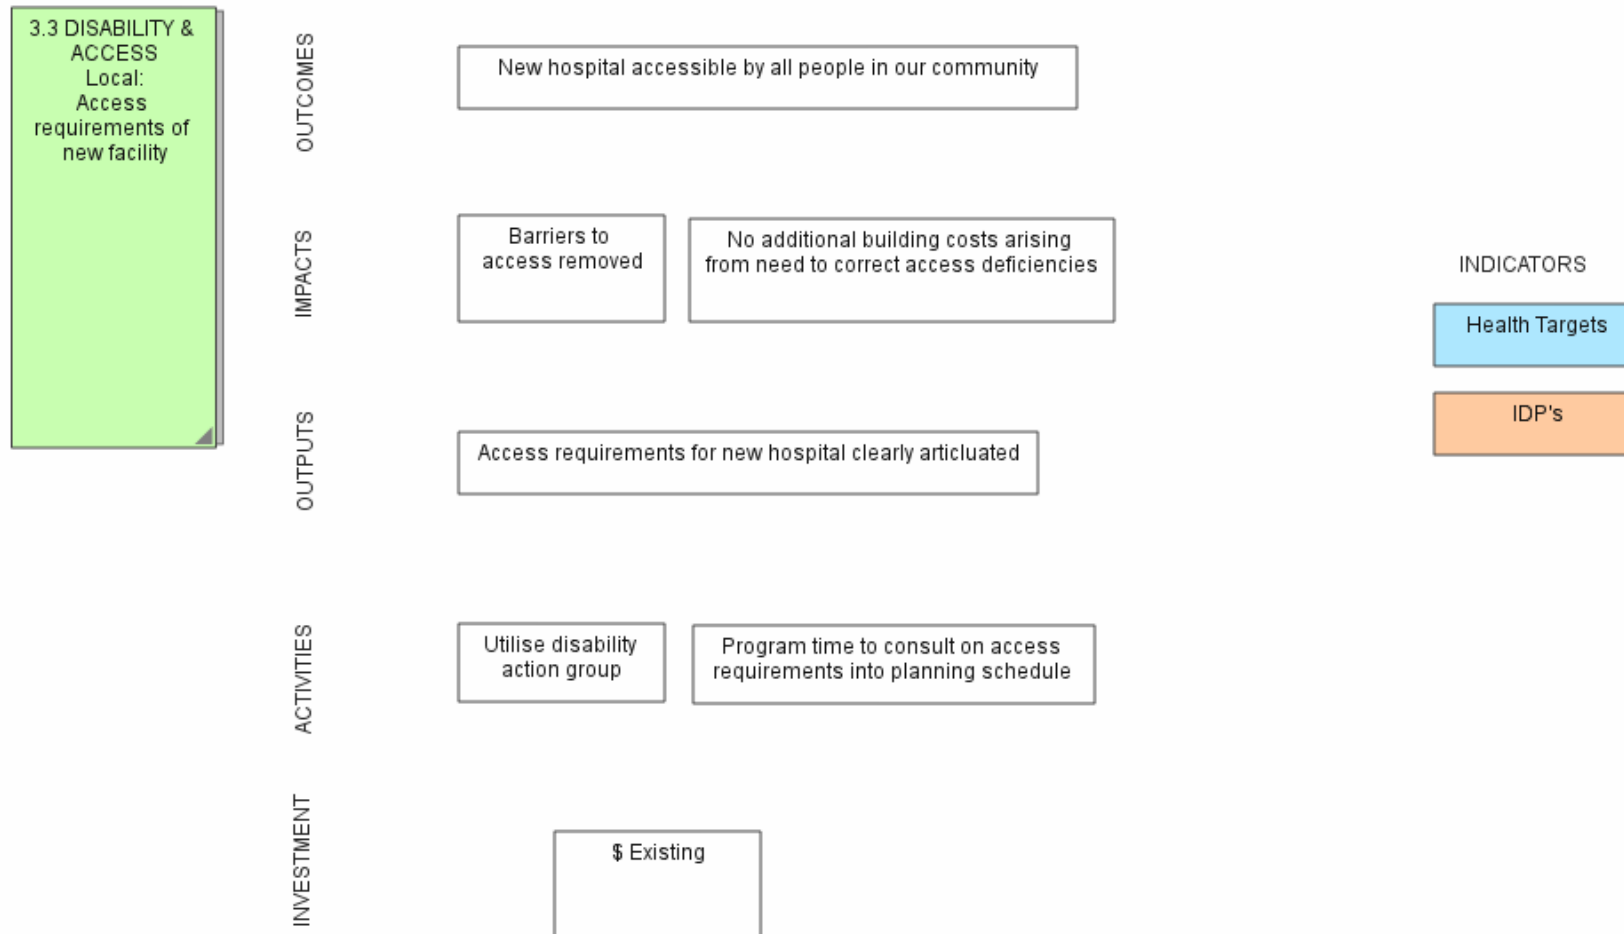 3.3 DISABILITY &
ACCESS
Local:
Access
requirements of
new facility
OUTCOMES
New hospital accessible by all people in our community
IMPACTS
Barriers to
access removed
No additional building costs arising
from need to correct access deficiencies
INDICATORS
Health Targets
IDP's
OUTPUTS
Access requirements for new hospital clearly articluated
ACTIVITIES
Utilise disability
action group
Program time to consult on access
requirements into planning schedule
INVESTMENT
$ Existing